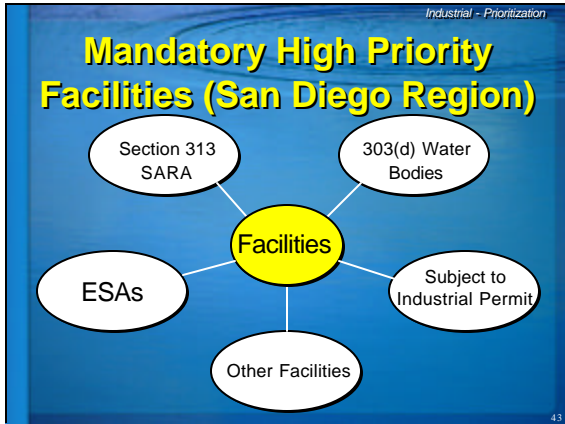 Industrial - Prioritization
Mandatory High Priority
Facilities (San Diego Region)
Section 313
SARA
303(d) Water
Bodies
Facilities
ESAs
Subject to
Industrial Permit
Other Facilities
43